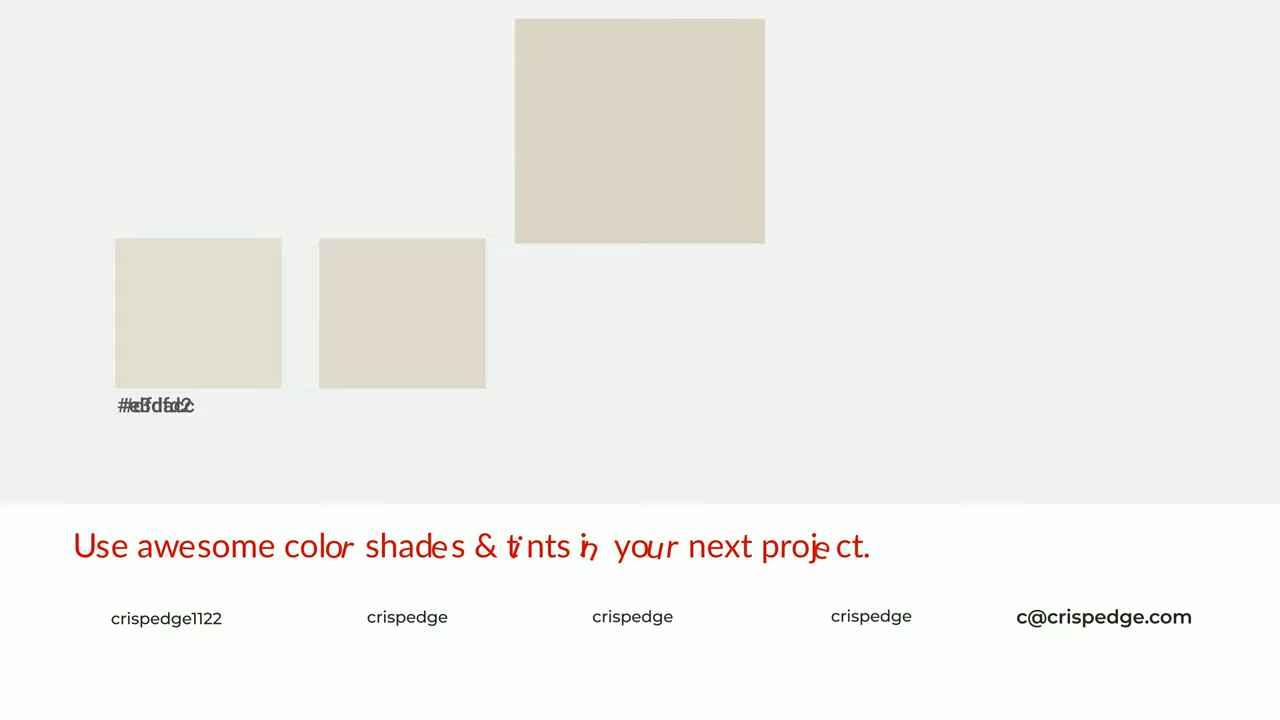 Use awesome color shades & tints in your next project.
crispedge1122 crispedge crispedge crispedge c@crispedge.com